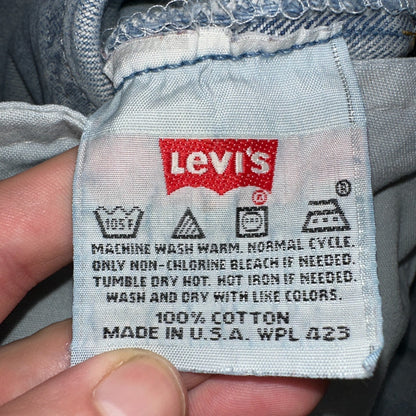 Levi's
®
105F
MACHINE WASH WARM. NORMAL CYCLE.
ONLY NON-CHLORINE BLEACH IF NEEDED.
TUMBLE DRY HOT. HOT IRON IF NEEDED.
WASH AND DRY WITH LIKE COLORS.
100% COTTON
MADE IN U.S.A. WPL 423